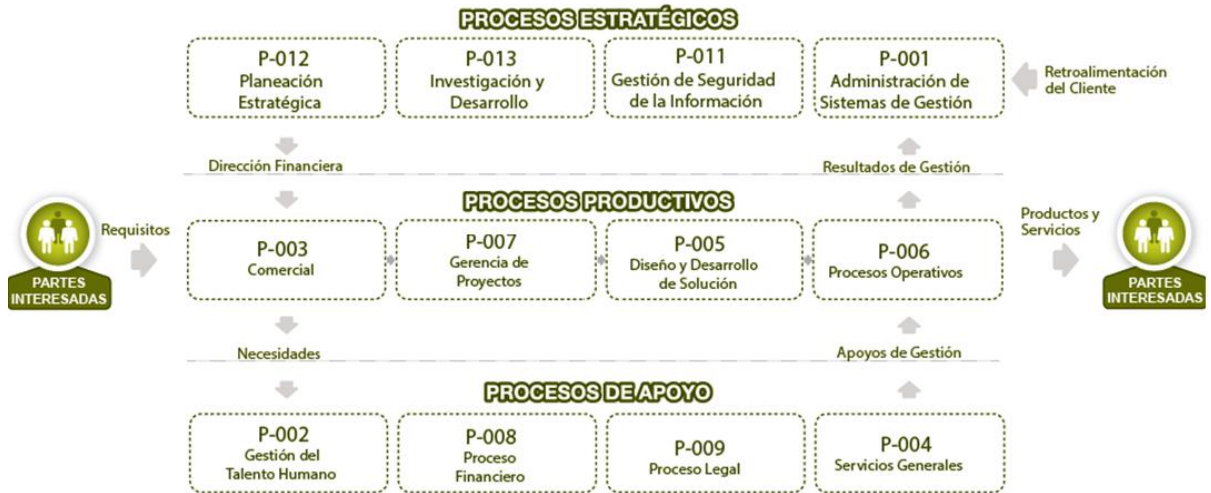 PROCESOS ESTRATÉGICOS
P-012
Planeación
Estratégica
P-013
Investigación y
Desarrollo
P-011
Gestión de Seguridad
de la Información
P-001
Administración de
Sistemas de Gestión
Retroalimentación
del Cliente
Dirección Financiera
Resultados de Gestión
PROCESOS PRODUCTIVOS
PARTES
INTERESADAS
Requisitos
P-003
Comercial
P-007
Gerencia de
Proyectos
P-005
Diseño y Desarrollo
de Solución
P-006
Procesos Operativos
Productos y
Servicios
PARTES
INTERESADAS
Necesidades
Apoyos de Gestión
PROCESOS DE APOYO
P-002
Gestión del
Talento Humano
P-008
Proceso
Financiero
P-009
Proceso Legal
P-004
Servicios Generales